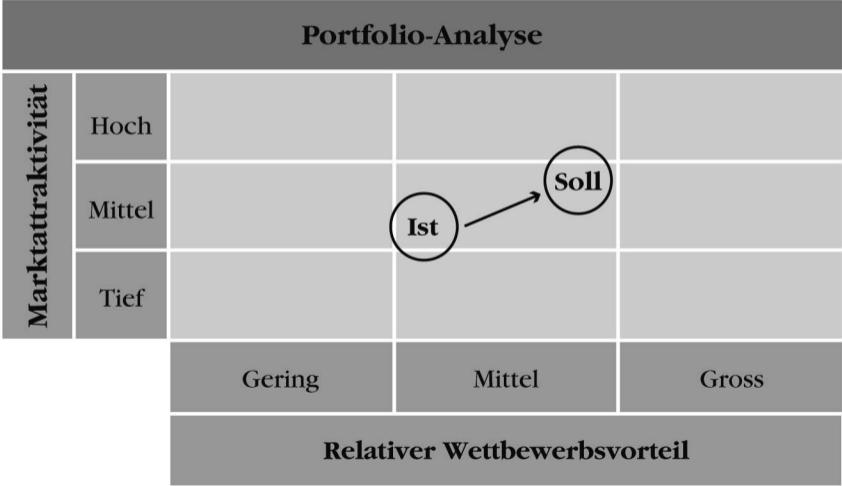 Portfolio-Analyse
Marktattraktivität
Hoch
Mittel
Tief
Soll
Ist
Gering
Mittel
Gross
Relativer Wettbewerbsvorteil